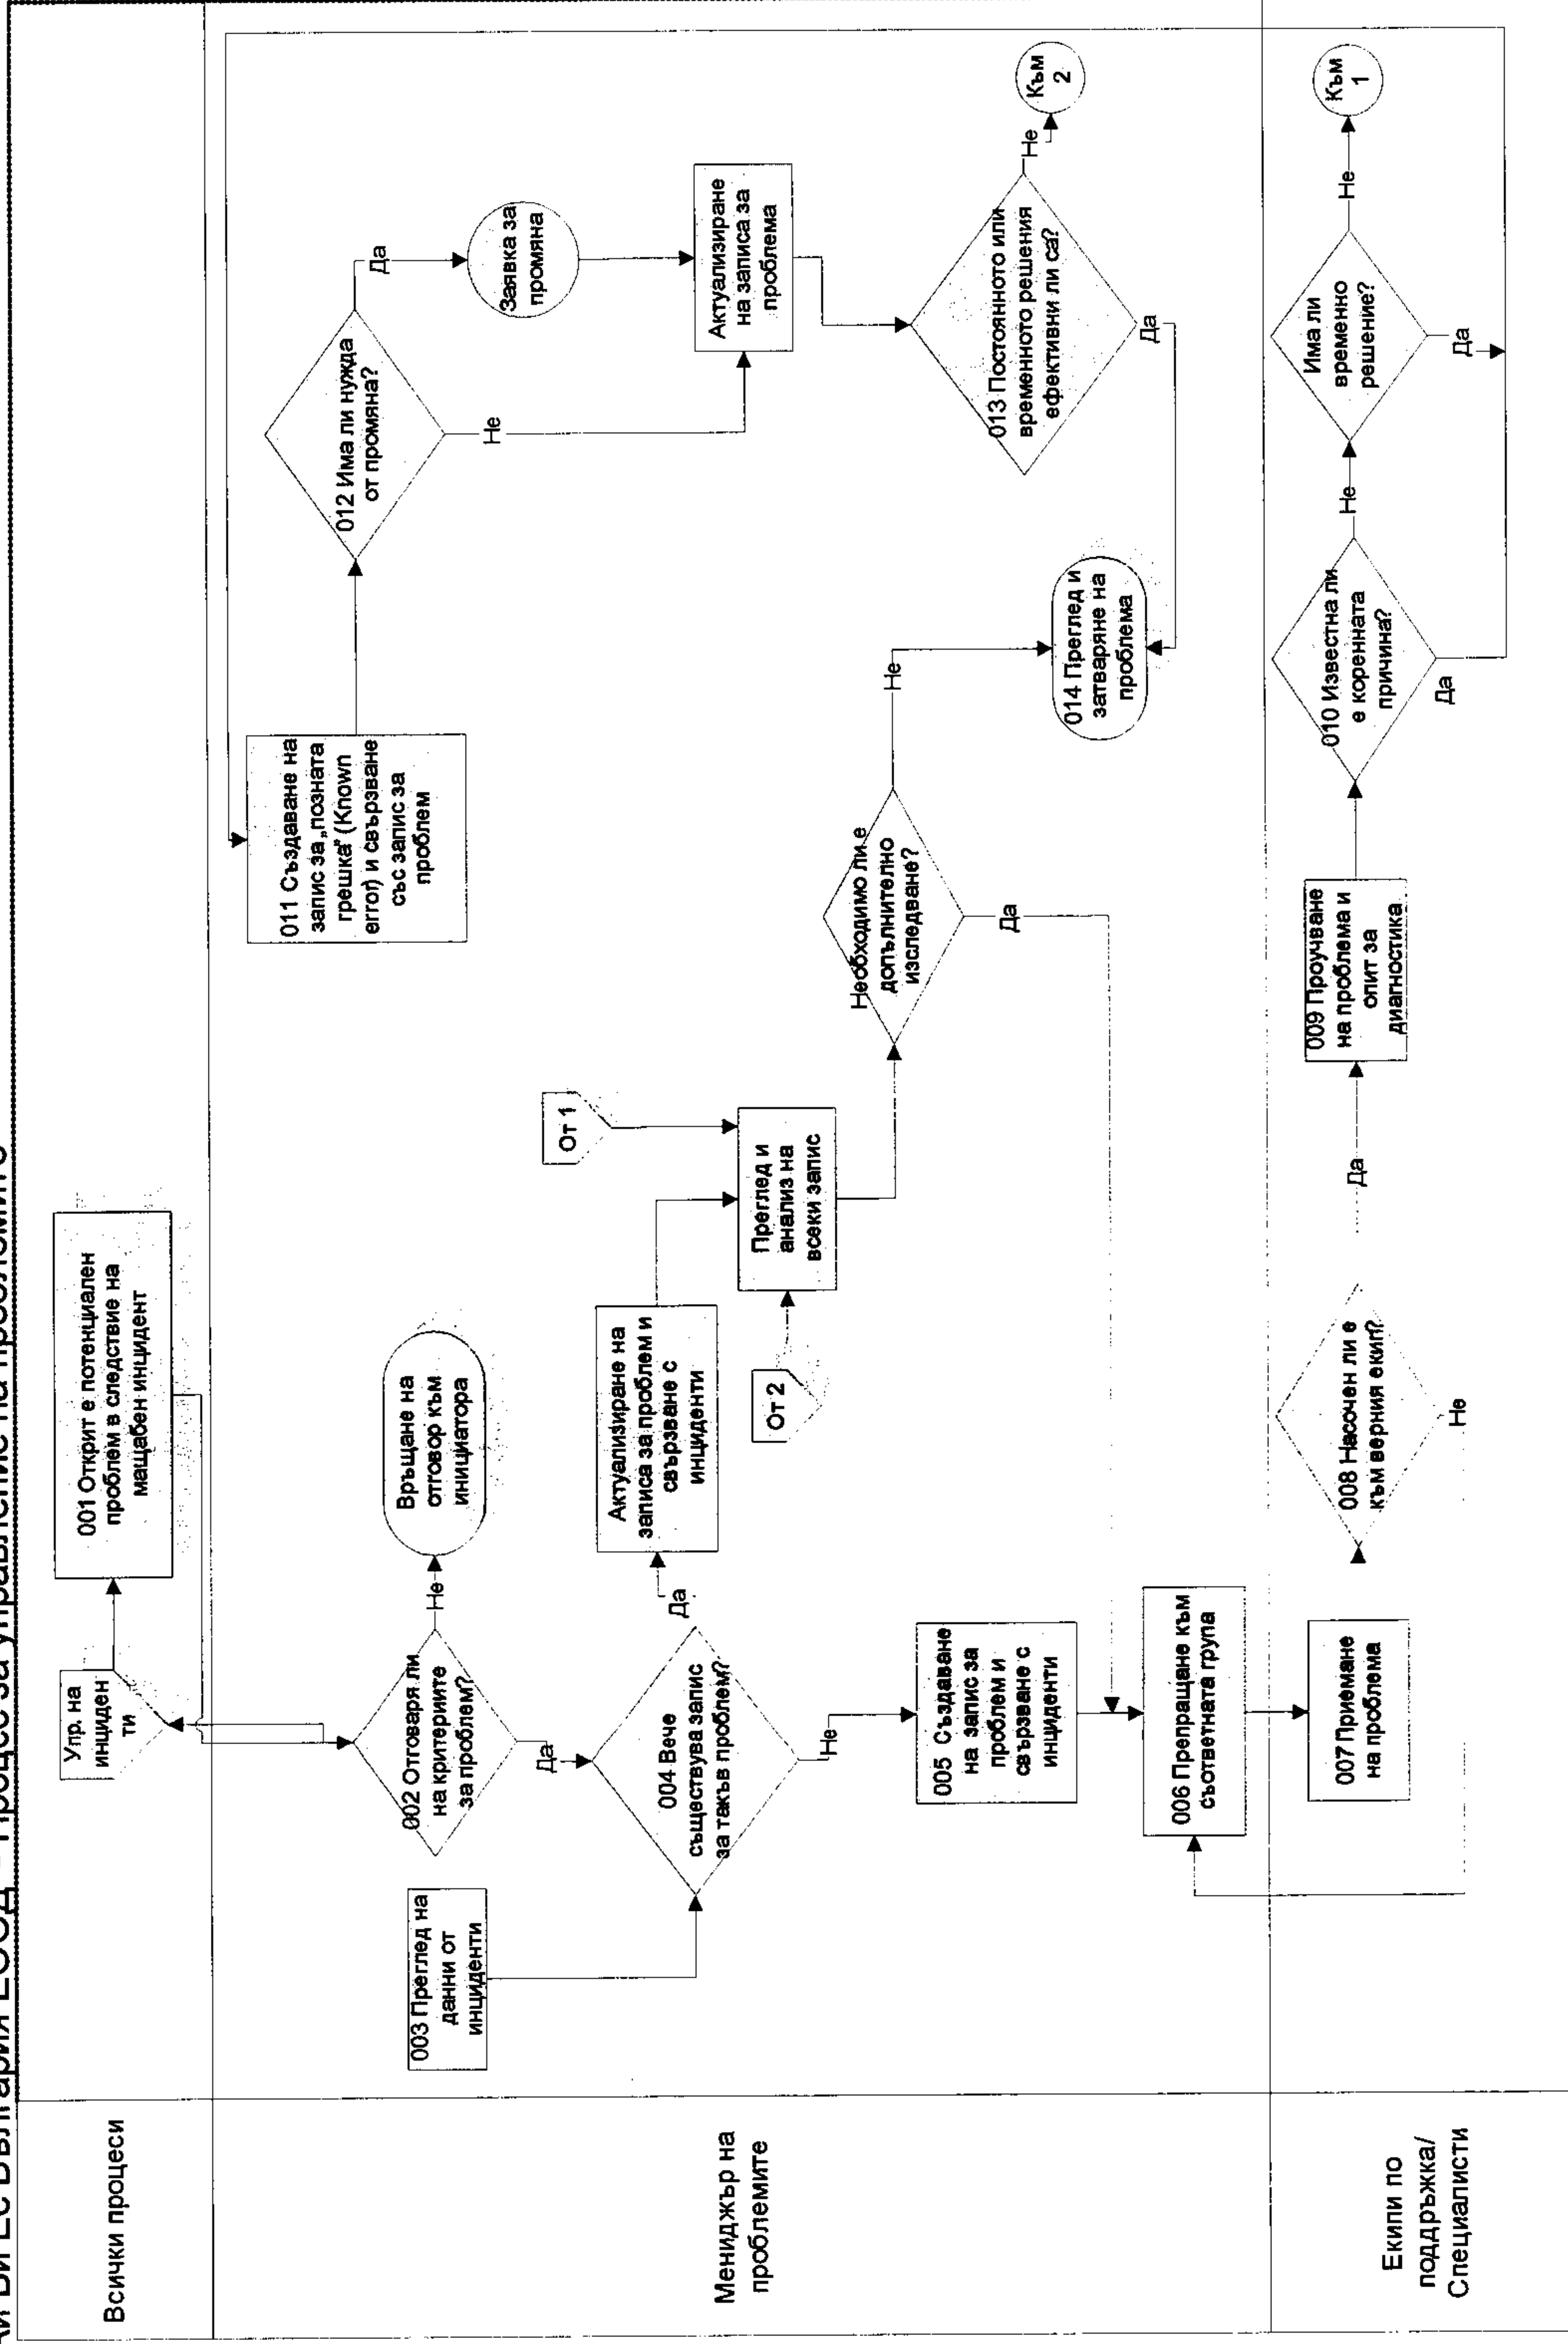 България ЕООД – Процес за управление на проблемите
Всички процеси
Упр. на
инциден
ти
001 Открит е потенциален
проблем в следствие на
мащабен инцидент
Мениджър на
проблемите
003 Преглед на
данни от
инциденти
002 Отговаря ли
на критериите
за проблем?
Не
Да
Връщане на
отговор към
инициатора
004 Вече
съществува запис
за такъв проблем?
Да
Не
Актуализиране на
записа за проблем и
свързване с
инциденти
От 1
От 2
Преглед и
анализ на
всеки запис
Необходимо ли е
допълнително
изследване?
Не
Да
005 Създаване
на запис за
проблем и
свързване с
инциденти
006 Препращане към
съответната група
011 Създаване на
запис за „позната
грешка" (Known
error) и свързване
със запис за
проблем
012 Има ли нужда
от промяна?
Да
Не
Заявка за
промяна
Актуализиране
на записа за
проблема
013 Постоянното или
временното решения
ефективни ли са?
Не
Да
Към
2
014 Преглед и
затваряне на
проблема
Екипи по
поддръжка/
Специалисти
007 Приемане
на проблема
008 Насочен ли е
към верния екип?
Не
Да
009 Проучване
на проблема и
опит за
диагностика
010 Известна ли
е коренната
причина?
Да
Не
Има ли
временно
решение?
Да
Не
Към
1